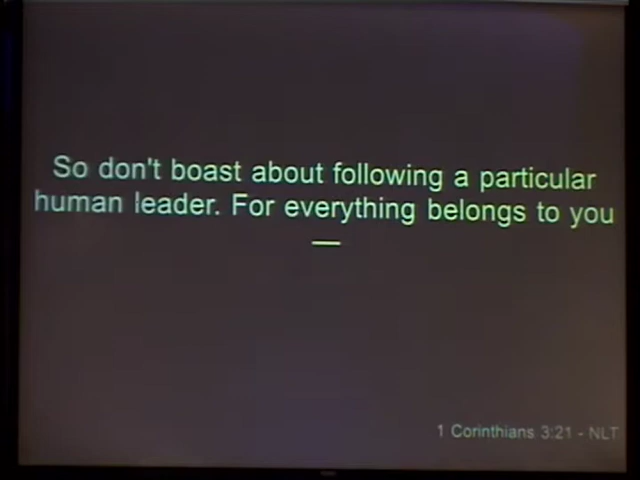 So don't boast about following a particular
human leader. For everything belongs to you
—
1 Corinthians 3:21 - NLT